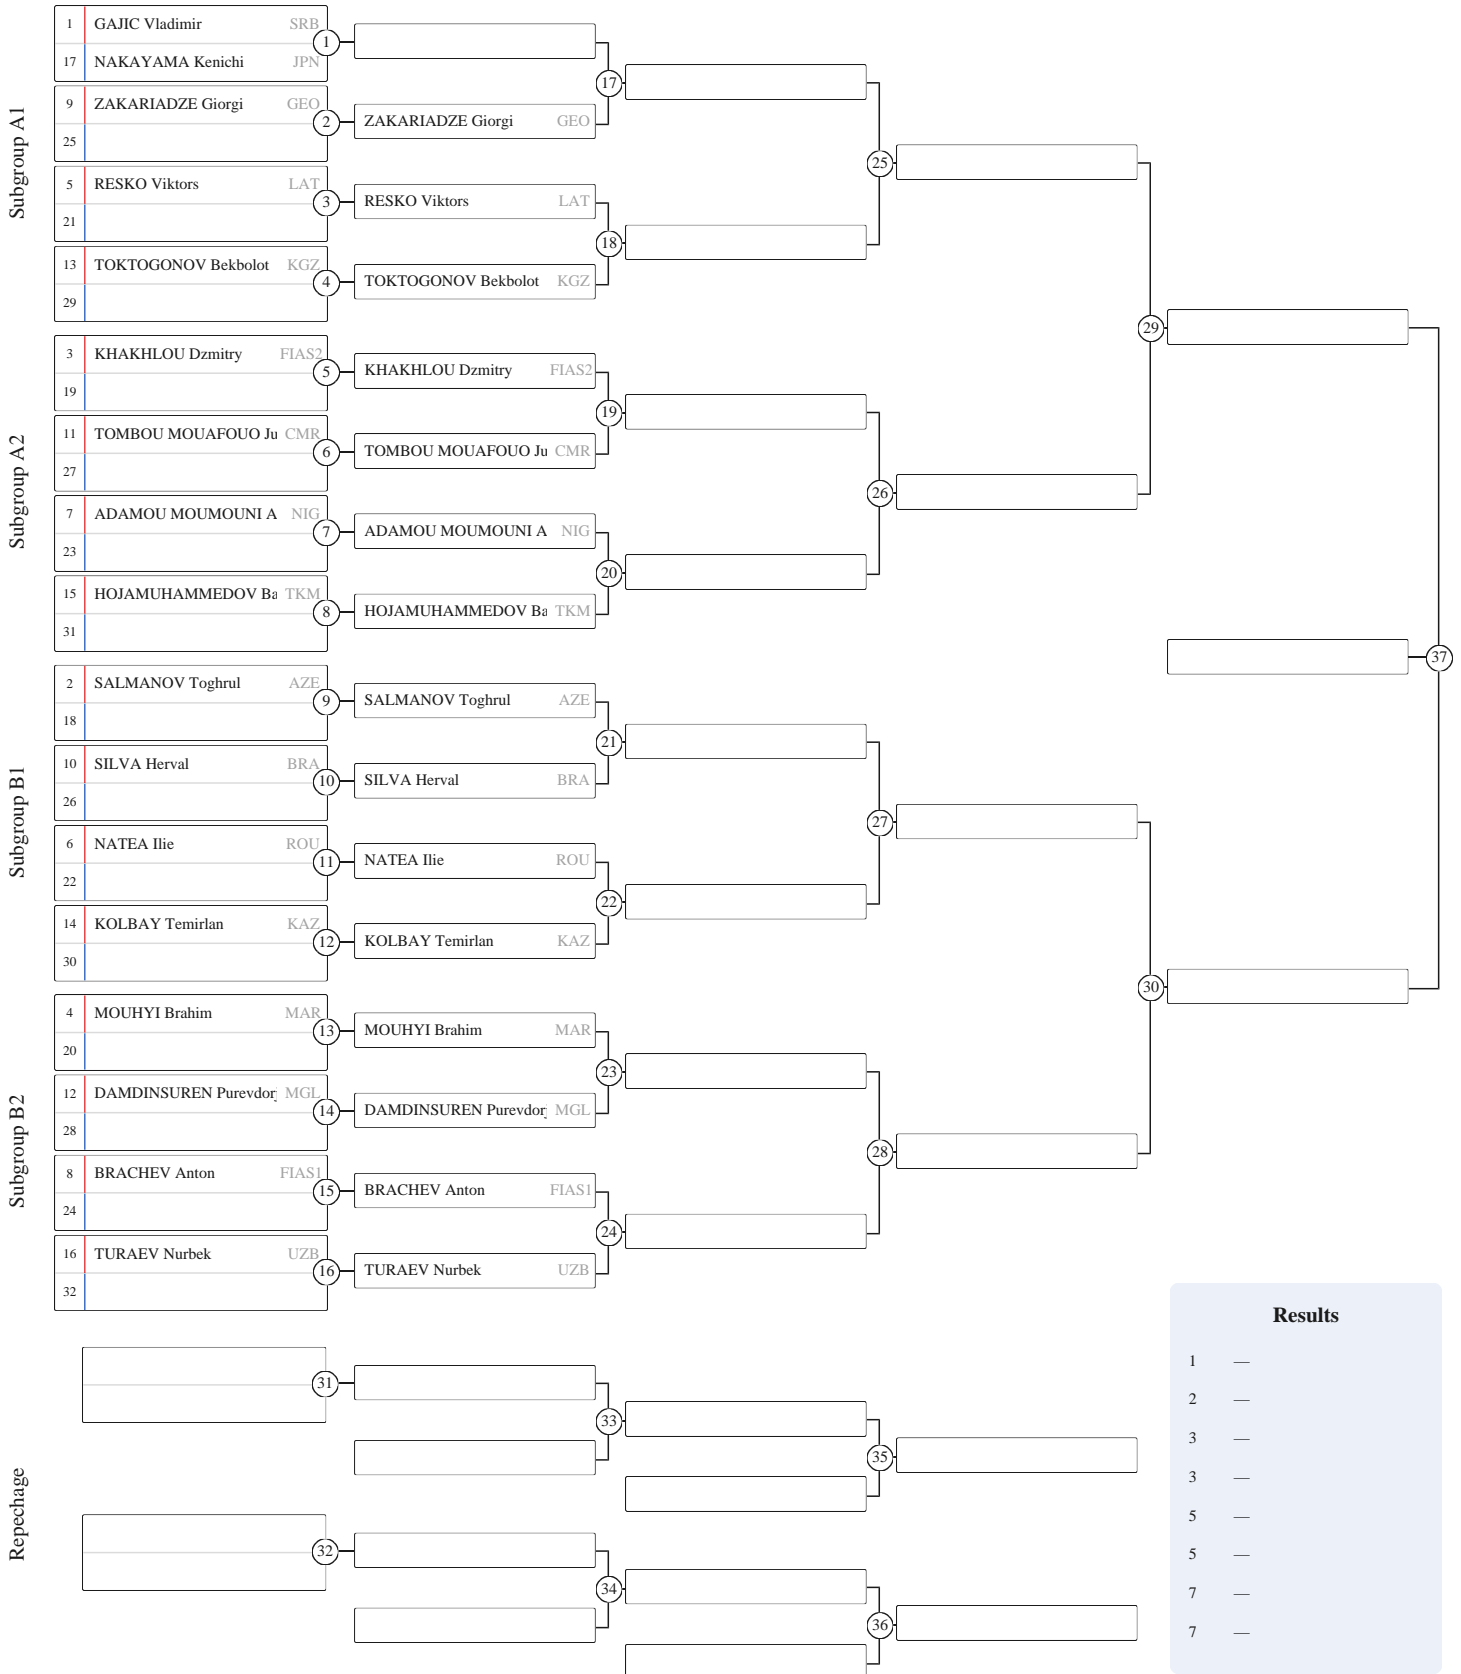 Subgroup A1
1 GAJIC Vladimir SRB
17 NAKAYAMA Kenichi JPN
1
9 ZAKARIADZE Giorgi GEO
25
2
ZAKARIADZE Giorgi GEO
17
5 RESKO Viktors LAT
21
3
RESKO Viktors LAT
13 TOKTOGONOV Bekbolot KGZ
29
4
TOKTOGONOV Bekbolot KGZ
18
25
Subgroup A2
3 KHAKHLOU Dzmitry FIAS2
19
5
KHAKHLOU Dzmitry FIAS2
11 TOMBOU MOUAFOUO Ju CMR
27
6
TOMBOU MOUAFOUO Ju CMR
19
7 ADAMOU MOUMOUNI A NIG
23
7
ADAMOU MOUMOUNI A NIG
15 HOJAMUHAMMEDOV Ba TKM
31
8
HOJAMUHAMMEDOV Ba TKM
20
26
29
Subgroup B1
2 SALMANOV Toghrul AZE
18
9
SALMANOV Toghrul AZE
10 SILVA Herval BRA
26
10
SILVA Herval BRA
21
6 NATEA Ilie ROU
22
11
NATEA Ilie ROU
14 KOLBAY Temirlan KAZ
30
12
KOLBAY Temirlan KAZ
22
27
Subgroup B2
4 MOUHYI Brahim MAR
20
13
MOUHYI Brahim MAR
12 DAMDINSUREN Purevdorj MGL
28
14
DAMDINSUREN Purevdorj MGL
23
8 BRACHEV Anton FIAS1
24
15
BRACHEV Anton FIAS1
16 TURAEV Nurbek UZB
32
16
TURAEV Nurbek UZB
24
28
30
37
Repechage
31
33
35
32
34
36
Results
1 —
2 —
3 —
3 —
5 —
5 —
7 —
7 —